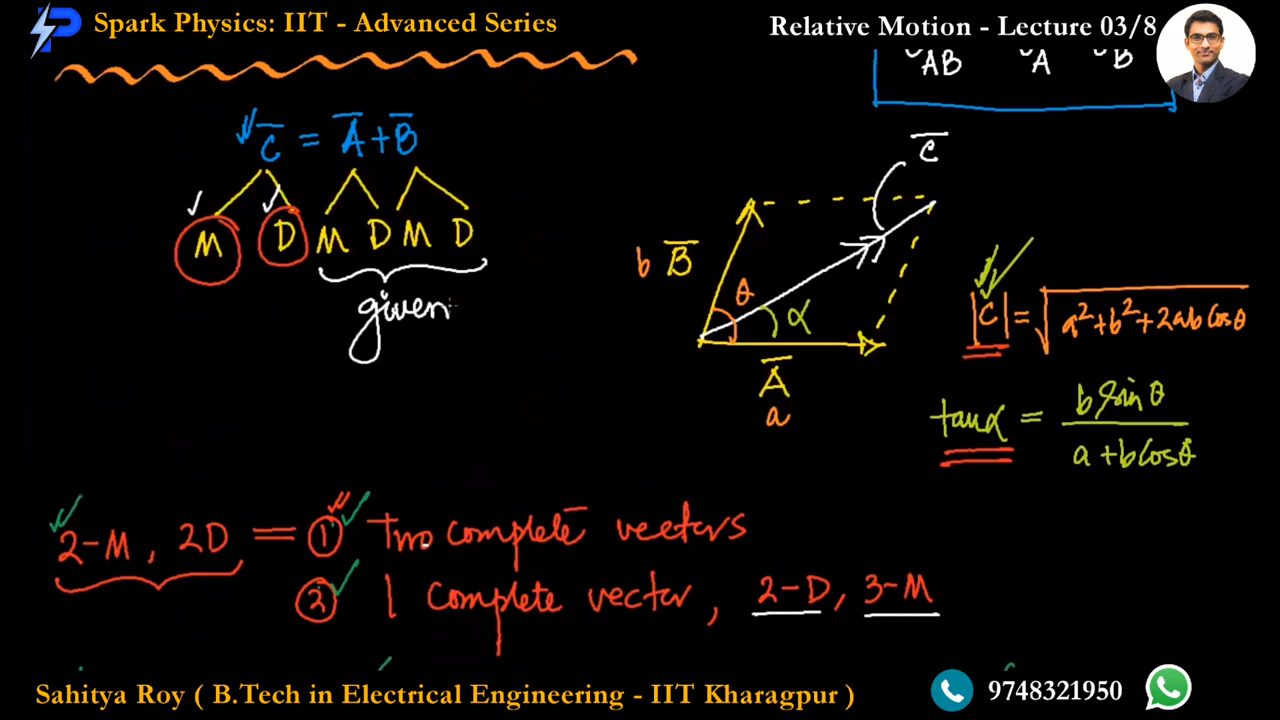 Spark Physics: IIT - Advanced Series
Relative Motion - Lecture 03/8
AB A B
C = A + B
M D M D M D
given
C
b B
θ
α
A
a
|C| = √a²+b²+2ab Cosθ
tanα = b Sinθ / a + b Cosθ
2-M, 2D = ① Two complete vectors
② 1 complete vector, 2-D, 3-M
Sahitya Roy ( B.Tech in Electrical Engineering - IIT Kharagpur )
9748321950